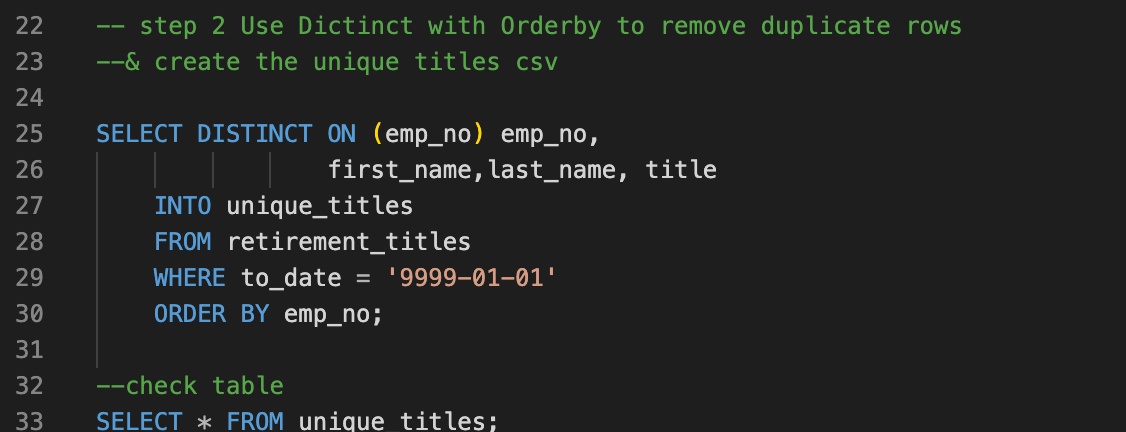 22 -- step 2 Use Dictinct with Orderby to remove duplicate rows
23 --& create the unique titles csv
24
25 SELECT DISTINCT ON (emp_no) emp_no,
26 first_name,last_name, title
27 INTO unique_titles
28 FROM retirement_titles
29 WHERE to_date = '9999-01-01'
30 ORDER BY emp_no;
31
32 --check table
33 SELECT * FROM unique_titles;